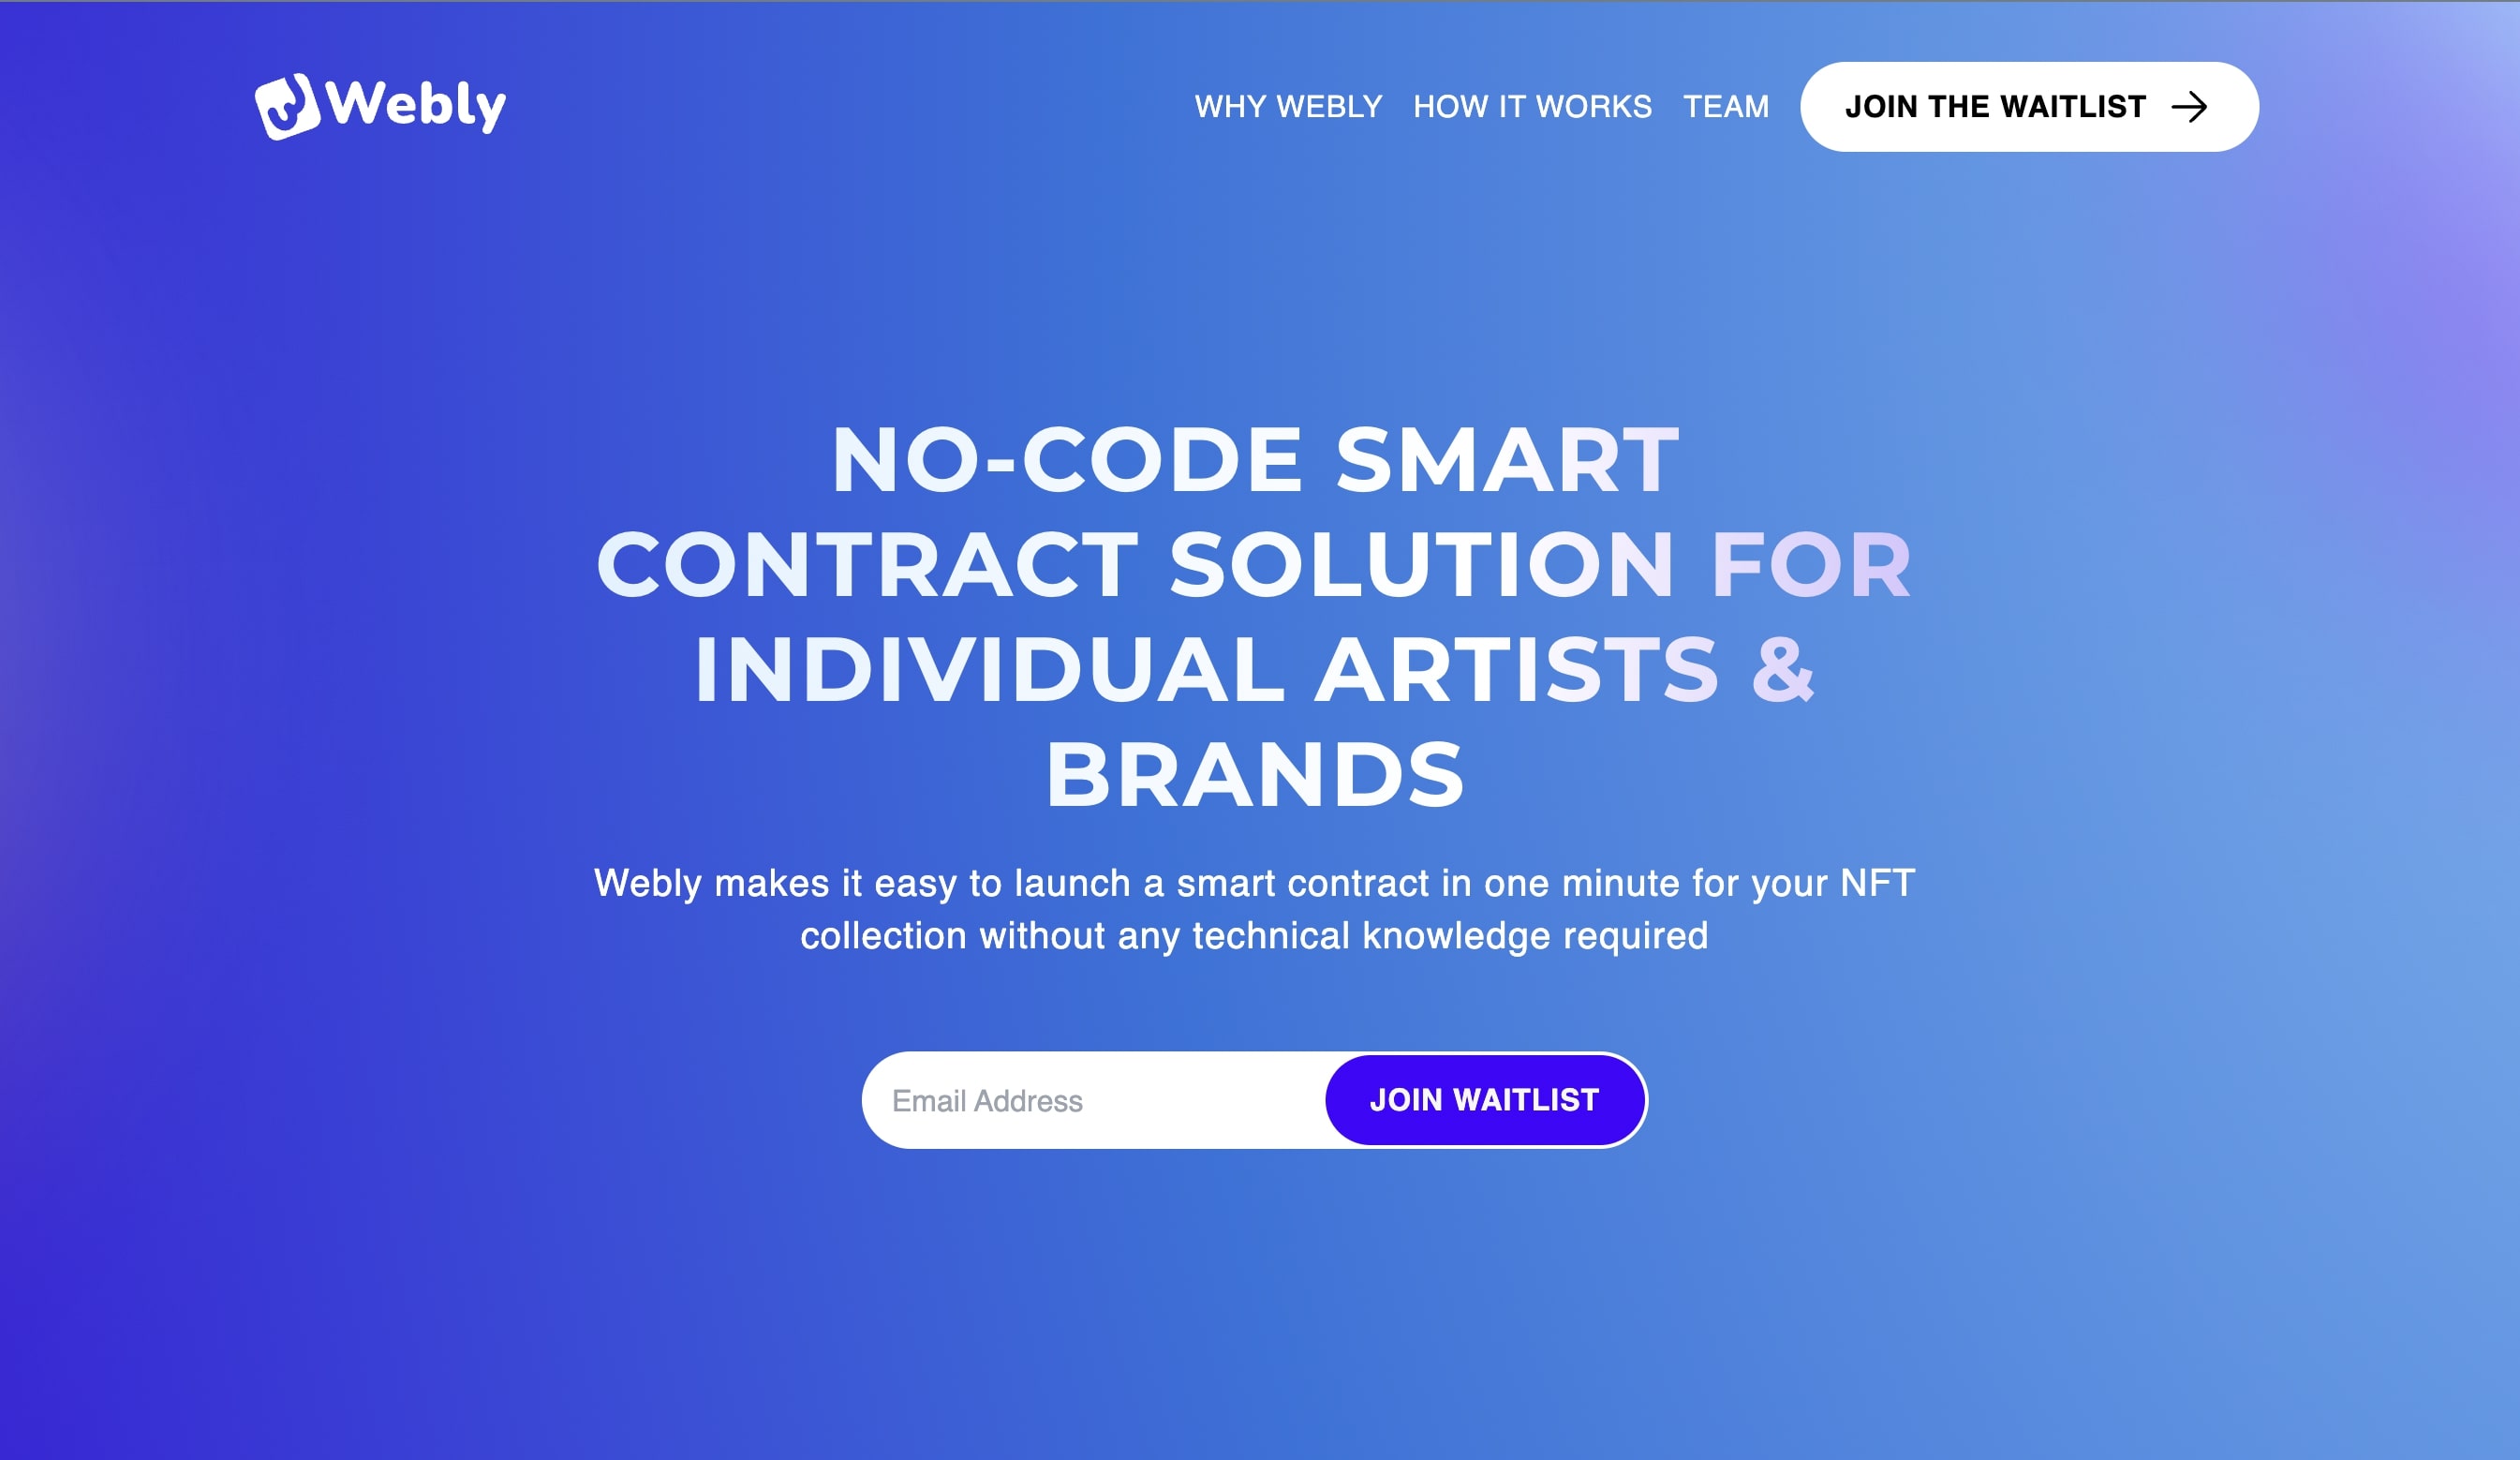 Webly
WHY WEBLY
HOW IT WORKS
TEAM
JOIN THE WAITLIST
NO-CODE SMART
CONTRACT SOLUTION FOR
INDIVIDUAL ARTISTS &
BRANDS
Webly makes it easy to launch a smart contract in one minute for your NFT
collection without any technical knowledge required
Email Address
JOIN WAITLIST